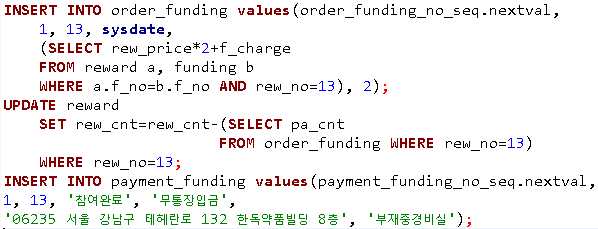 INSERT INTO order_funding values(order_funding_no_seq.nextval,
1, 13, sysdate,
(SELECT rew_price*2+f_charge
FROM reward a, funding b
WHERE a.f_no=b.f_no AND rew_no=13), 2);
UPDATE reward
SET rew_cnt=rew_cnt-(SELECT pa_cnt
FROM order_funding WHERE rew_no=13)
WHERE rew_no=13;
INSERT INTO payment_funding values(payment_funding_no_seq.nextval,
1, 13, '참여완료', '무통장입금',
'06235 서울 강남구 테헤란로 132 한독약품빌딩 8층', '부재중경비실');